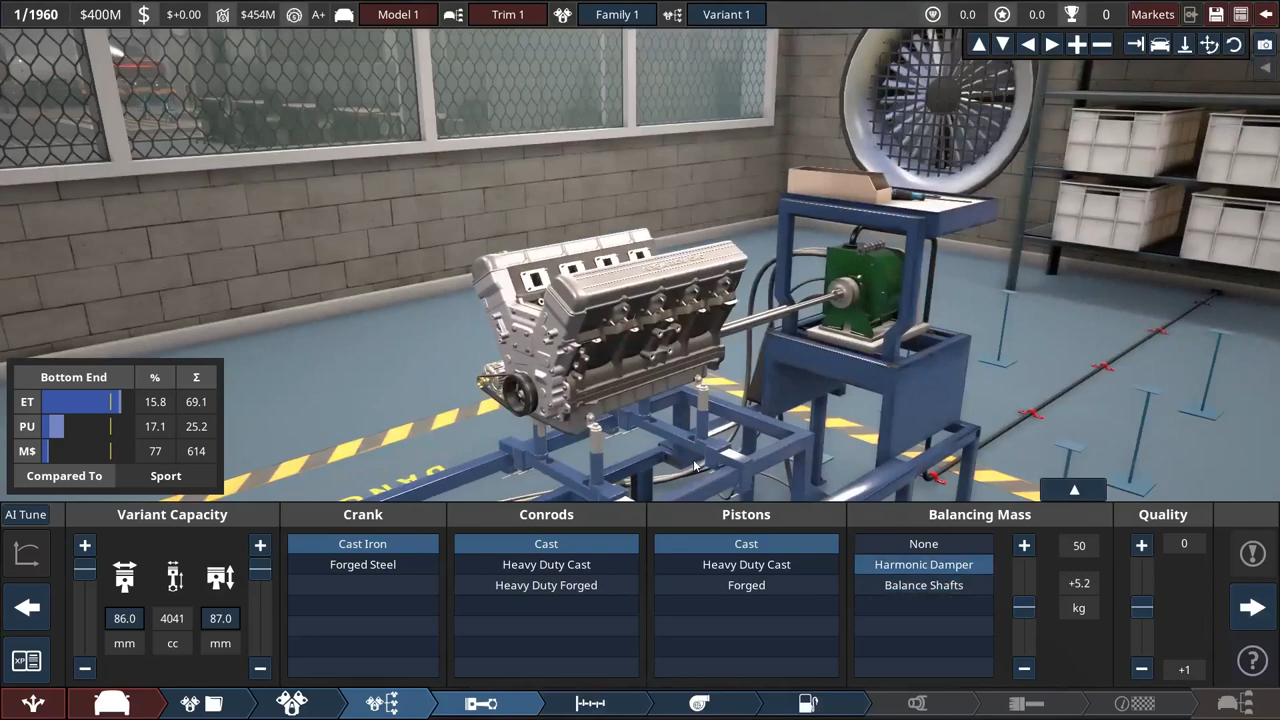 1/1960 $400M $ $+0.00 $454M A+ Model 1 Trim 1 Family 1 Variant 1 0.0 0.0 0 Markets
Bottom End % Σ
ET 15.8 69.1
PU 17.1 25.2
M$ 77 614
Compared To Sport
AI Tune Variant Capacity Crank Conrods Pistons Balancing Mass Quality
Cast Iron Cast Cast None 50 0
Forged Steel Heavy Duty Cast Heavy Duty Cast Harmonic Damper
Heavy Duty Forged Forged Balance Shafts +5.2
86.0 4041 87.0 kg
mm cc mm
XP +1